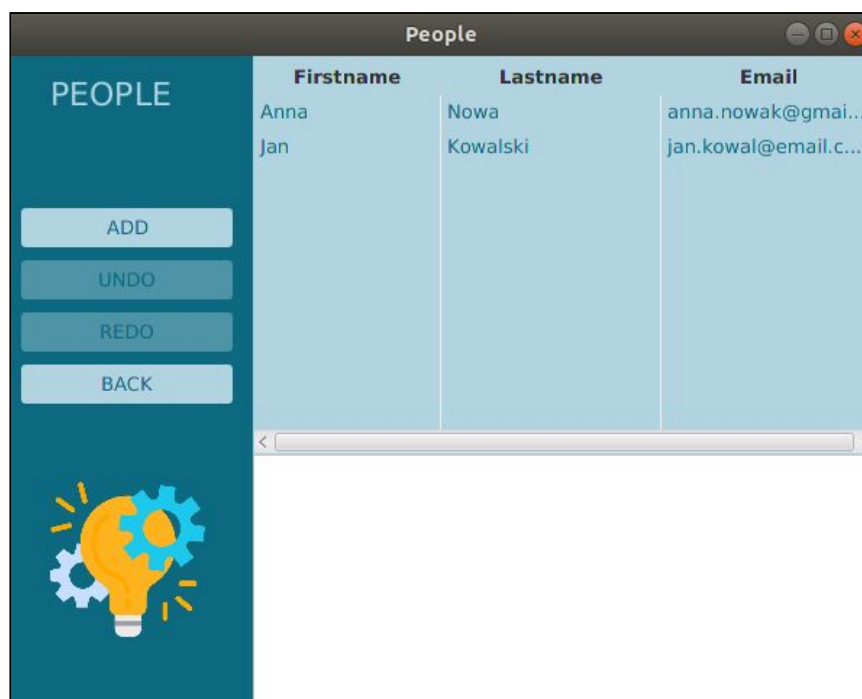 People
PEOPLE
Firstname Lastname Email
Anna Nowa anna.nowak@gmai...
Jan Kowalski jan.kowal@email.c...
ADD
UNDO
REDO
BACK